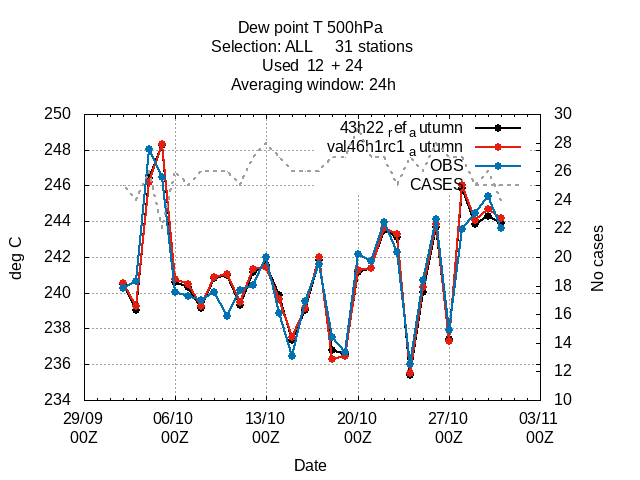 Dew point T 500hPa
Selection: ALL 31 stations
Used 12 + 24
Averaging window: 24h
250 30
248 28
246 26
244 24
242 22
240 20
238 18
236 16
234 14
12
10
43h22 refa utumn
val46h1rc1 a utumn
OBS
CASES
deg C
No cases
29/09 06/10 13/10 20/10 27/10 03/11
00Z 00Z 00Z 00Z 00Z 00Z
Date